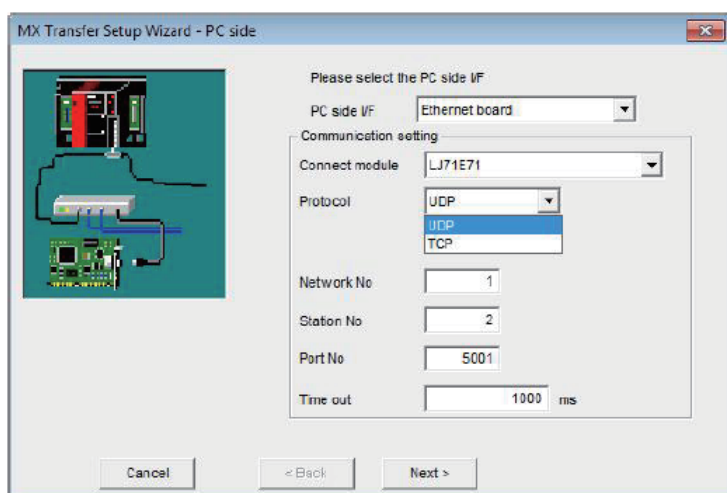 MX Transfer Setup Wizard - PC side
Please select the PC side I/F
PC side I/F Ethernet board
Communication setting
Connect module LJ71E71
Protocol UDP
UDP
TCP
Network No 1
Station No 2
Port No 5001
Time out 1000 ms
Cancel < Back Next >